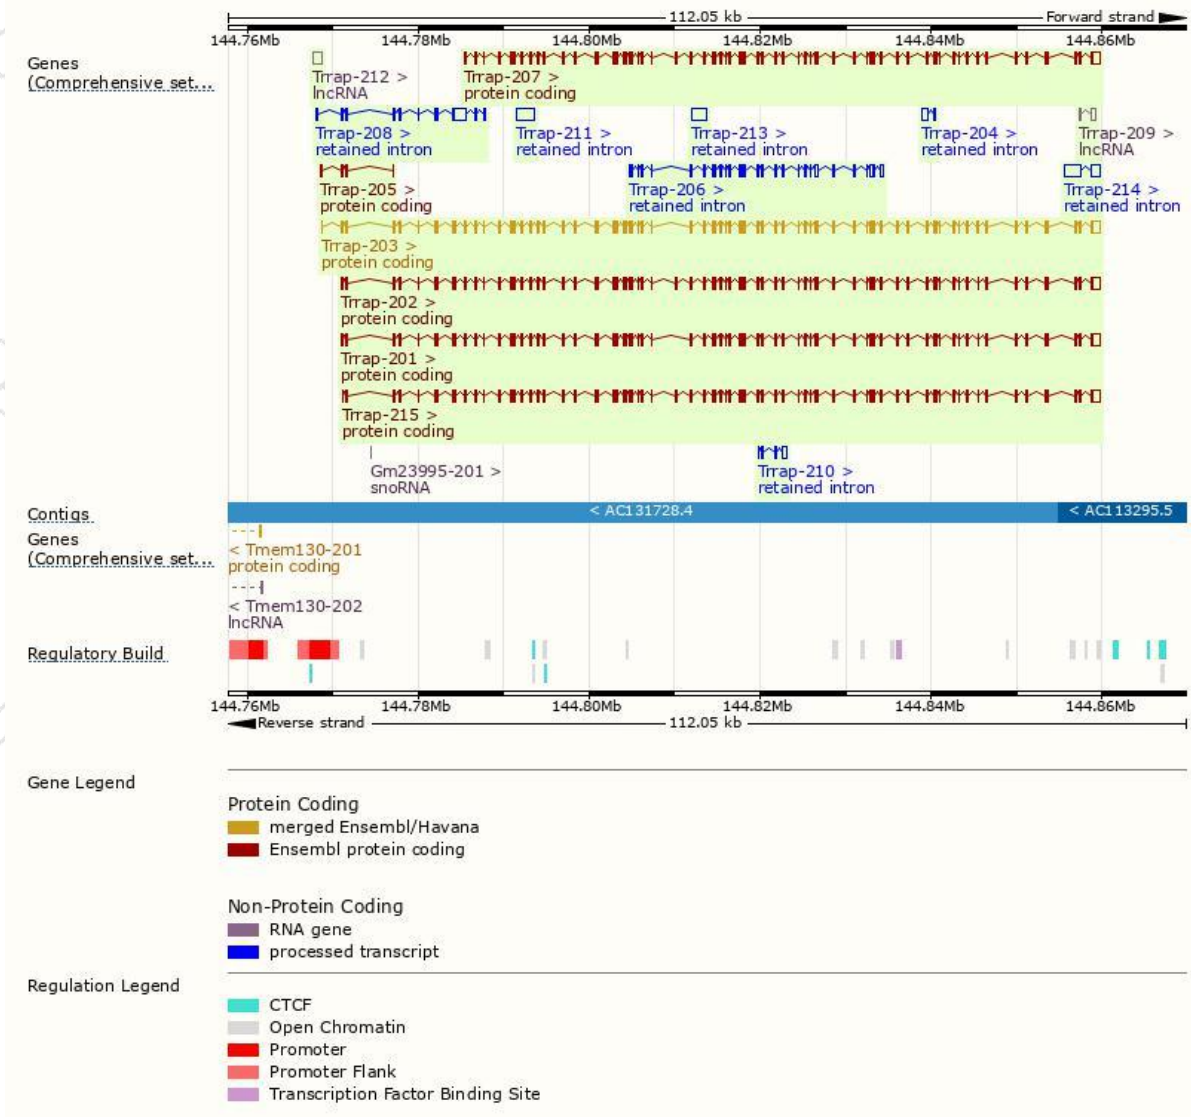 112.05 kb Forward strand
144.76Mb 144.78Mb 144.80Mb 144.82Mb 144.84Mb 144.86Mb
Genes
(Comprehensive set...
Trrap-212 > Trrap-207 >
lncRNA protein coding
Trrap-208 > Trrap-211 > Trrap-213 > Trrap-204 > Trrap-209 >
retained intron retained intron retained intron retained intron lncRNA
Trrap-205 > Trrap-206 > Trrap-214 >
protein coding retained intron retained intron
Trrap-203 >
protein coding
Trrap-202 >
protein coding
Trrap-201 >
protein coding
Trrap-215 >
protein coding
Gm23995-201 > Trrap-210 >
snoRNA retained intron
Contigs < AC131728.4 < AC113295.5
Genes
(Comprehensive set...
< Tmem130-201
protein coding
< Tmem130-202
lncRNA
Regulatory Build
144.76Mb 144.78Mb 144.80Mb 144.82Mb 144.84Mb 144.86Mb
Reverse strand 112.05 kb
Gene Legend
Protein Coding
merged Ensembl/Havana
Ensembl protein coding
Non-Protein Coding
RNA gene
processed transcript
Regulation Legend
CTCF
Open Chromatin
Promoter
Promoter Flank
Transcription Factor Binding Site